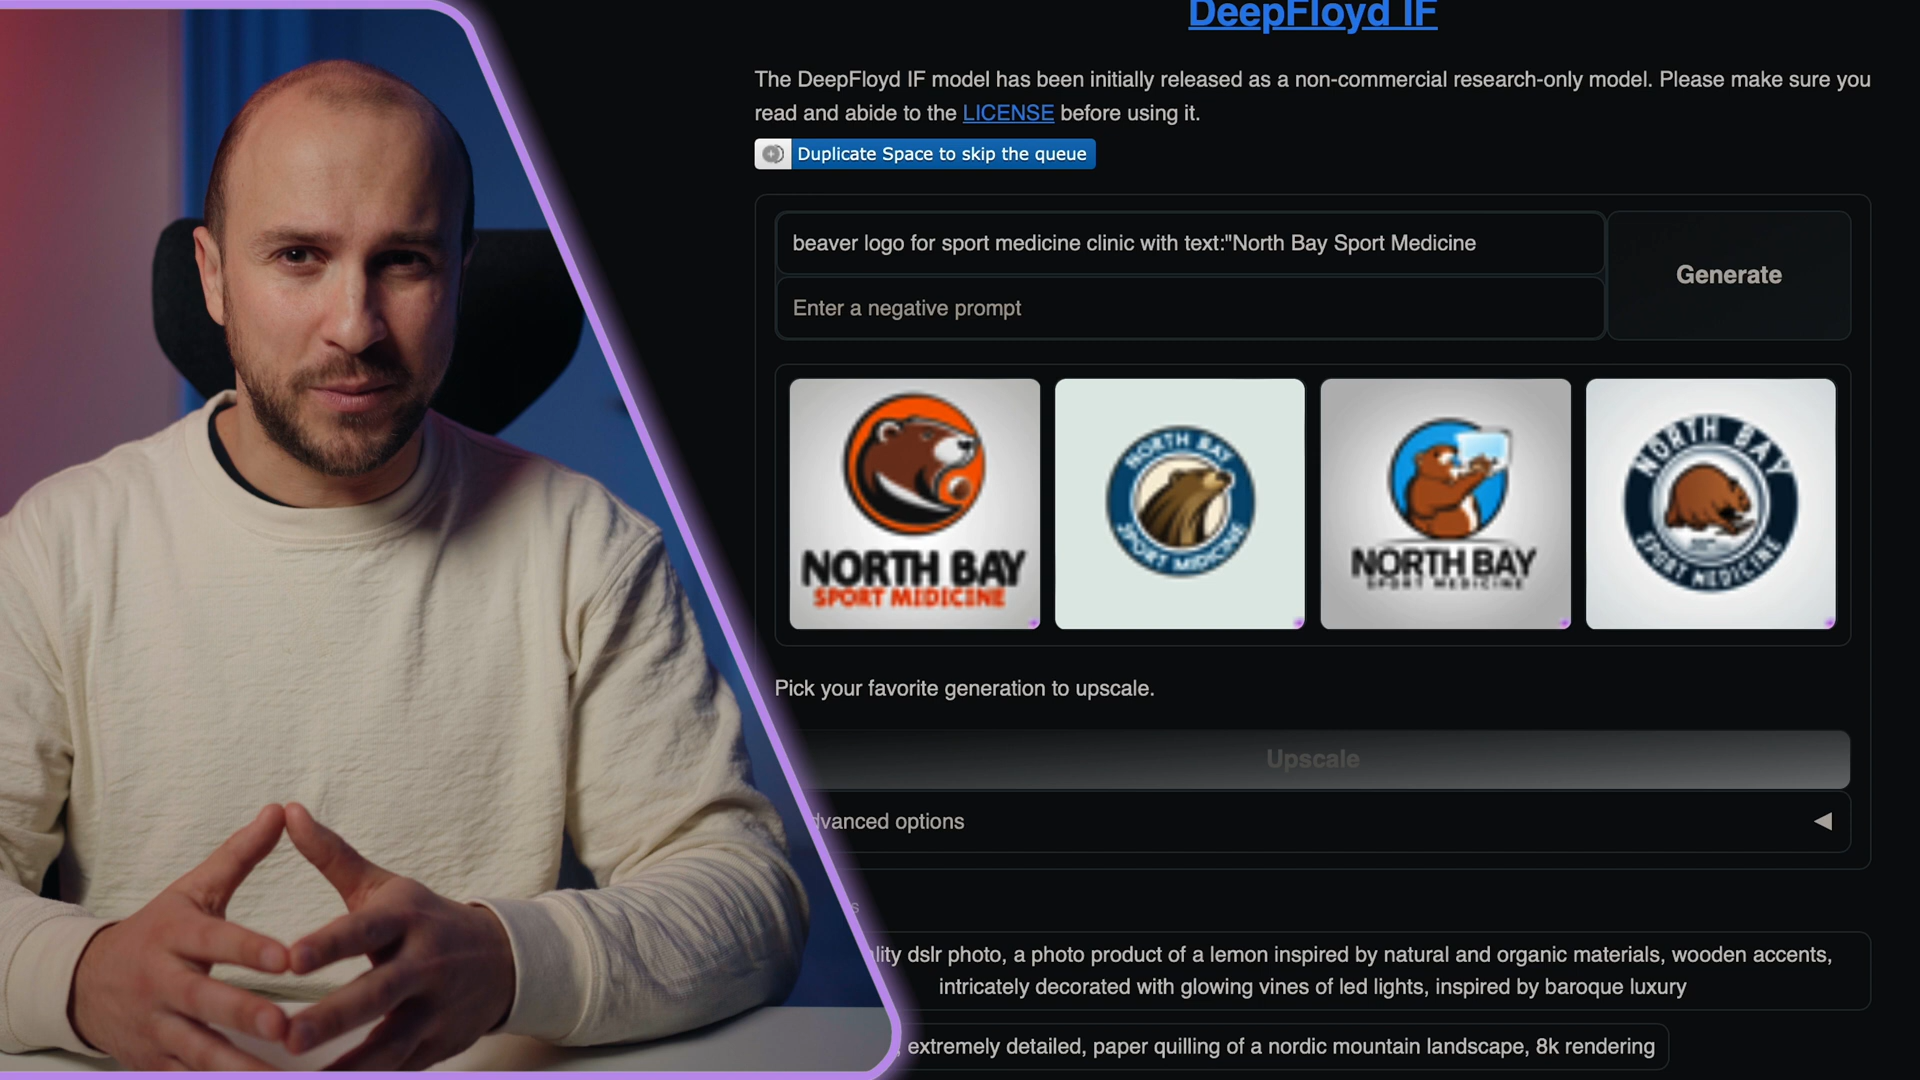 DeepFloyd IF
The DeepFloyd IF model has been initially released as a non-commercial research-only model. Please make sure you
read and abide to the LICENSE before using it.
Duplicate Space to skip the queue
beaver logo for sport medicine clinic with text:"North Bay Sport Medicine
Generate
Enter a negative prompt
NORTH BAY
SPORT MIDICINE
NORTH BAY
SPORT MIDICINE
NORTH BAY
SPORT MEDICINE
NORTH BAY
SPORT MEDICINE
Pick your favorite generation to upscale.
Upscale
dvanced options
s
lity dslr photo, a photo product of a lemon inspired by natural and organic materials, wooden accents,
intricately decorated with glowing vines of led lights, inspired by baroque luxury
, extremely detailed, paper quilling of a nordic mountain landscape, 8k rendering